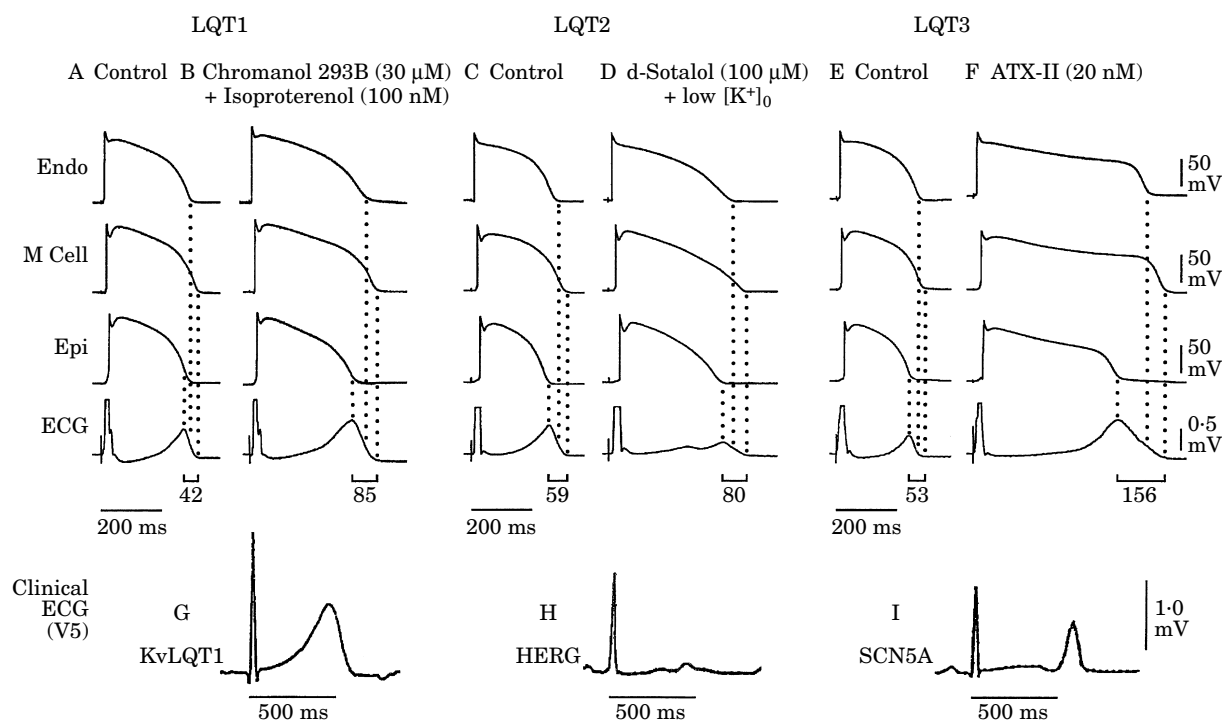 LQT1 LQT2 LQT3
A Control B Chromanol 293B (30 μM) C Control D d-Sotalol (100 μM) E Control F ATX-II (20 nM)
+ Isoproterenol (100 nM) + low [K⁺]₀
Endo
50
mV
M Cell
50
mV
Epi
50
mV
ECG
0·5
mV
42 85 59 80 53 156
200 ms 200 ms 200 ms
Clinical
ECG
(V5)
G H I
KvLQT1 HERG SCN5A
1·0
mV
500 ms 500 ms 500 ms